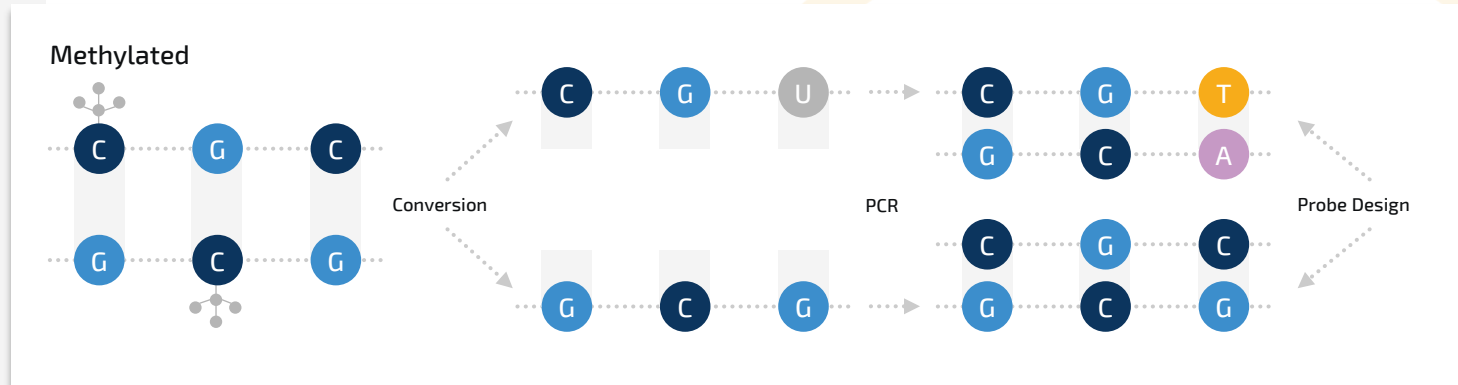 Methylated
C G U
C G T
C G C
G C A
Conversion
PCR
Probe Design
C G C
G C G
G C G
G C G